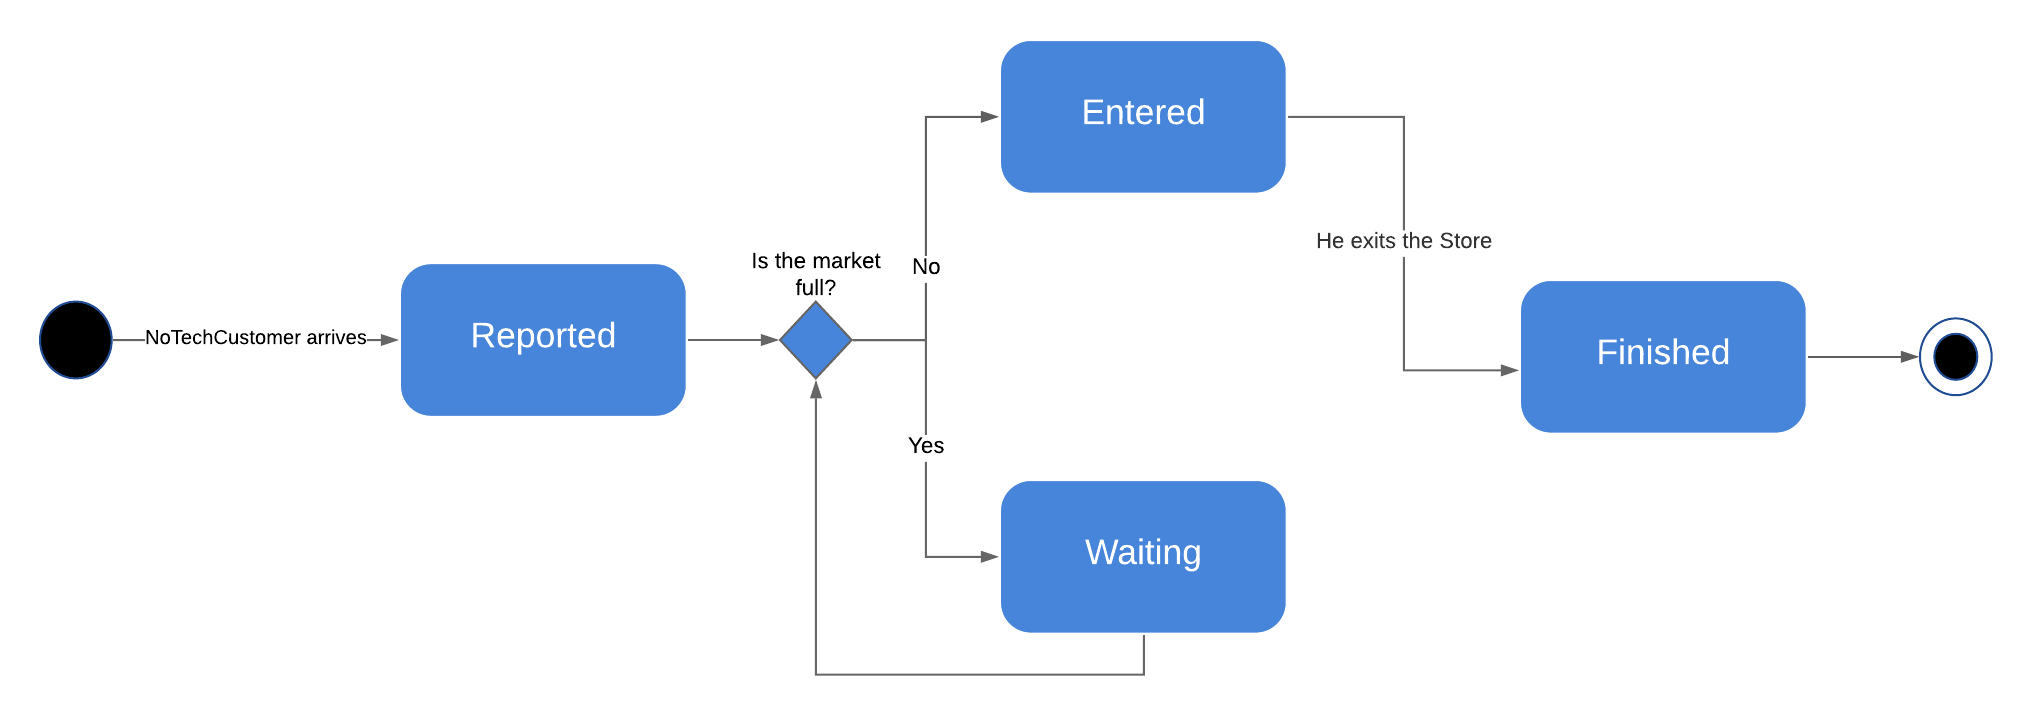 NoTechCustomer arrives
Reported
Is the market
full?
No
Yes
Entered
Waiting
He exits the Store
Finished